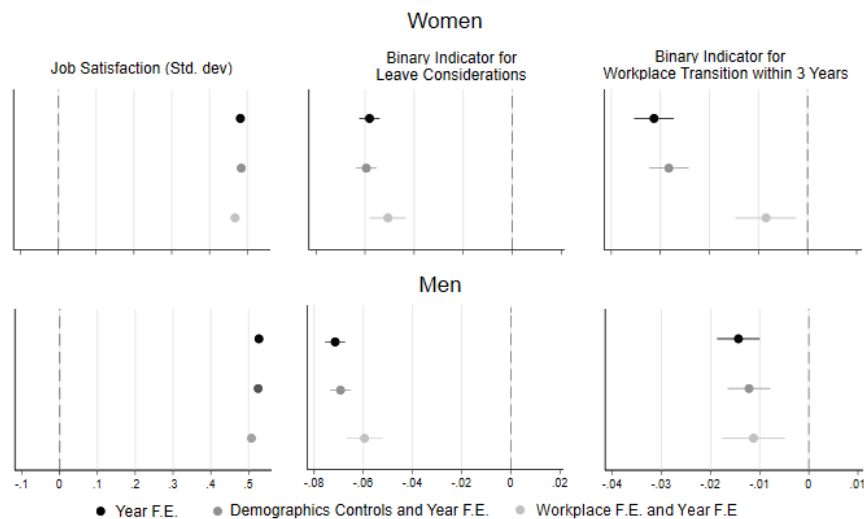 Women
Job Satisfaction (Std. dev)
Binary Indicator for
Leave Considerations
Binary Indicator for
Workplace Transition within 3 Years
Men
-.1 0 .1 .2 .3 .4 .5
-.08 -.06 -.04 -.02 0 .02
-.04 -.03 -.02 -.01 0 .01
Year F.E. Demographics Controls and Year F.E. Workplace F.E. and Year F.E